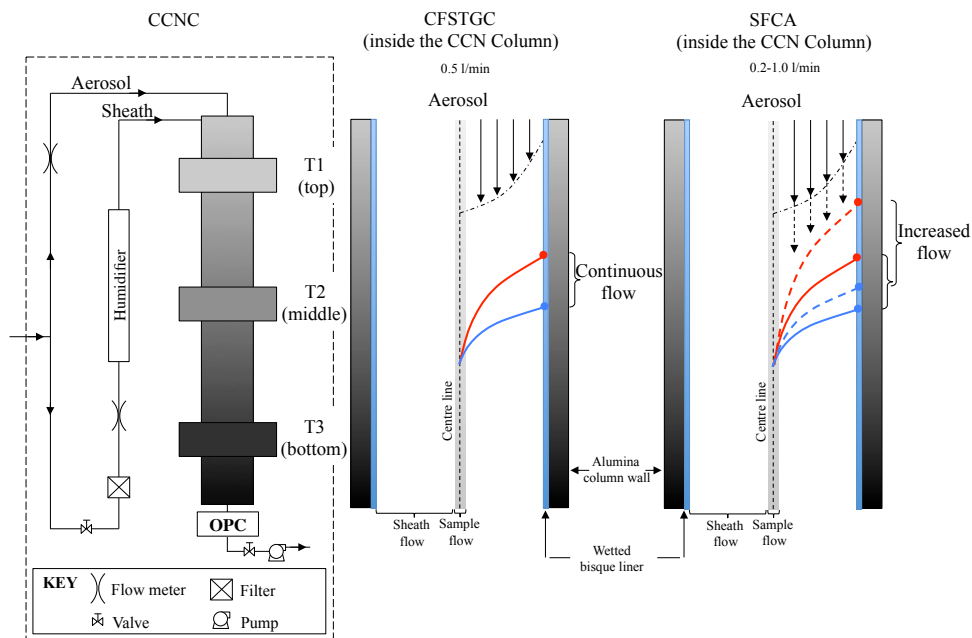 CCNC
Aerosol
Sheath
Humidifier
T1
(top)
T2
(middle)
T3
(bottom)
OPC
KEY
Flow meter
Filter
Valve
Pump
CFSTGC
(inside the CCN Column)
0.5 l/min
Aerosol
Continuous
flow
Centre line
Sheath
flow
Sample
flow
Alumina
column wall
Wetted
bisque liner
SFCA
(inside the CCN Column)
0.2-1.0 l/min
Aerosol
Increased
flow
Centre line
Sheath
flow
Sample
flow